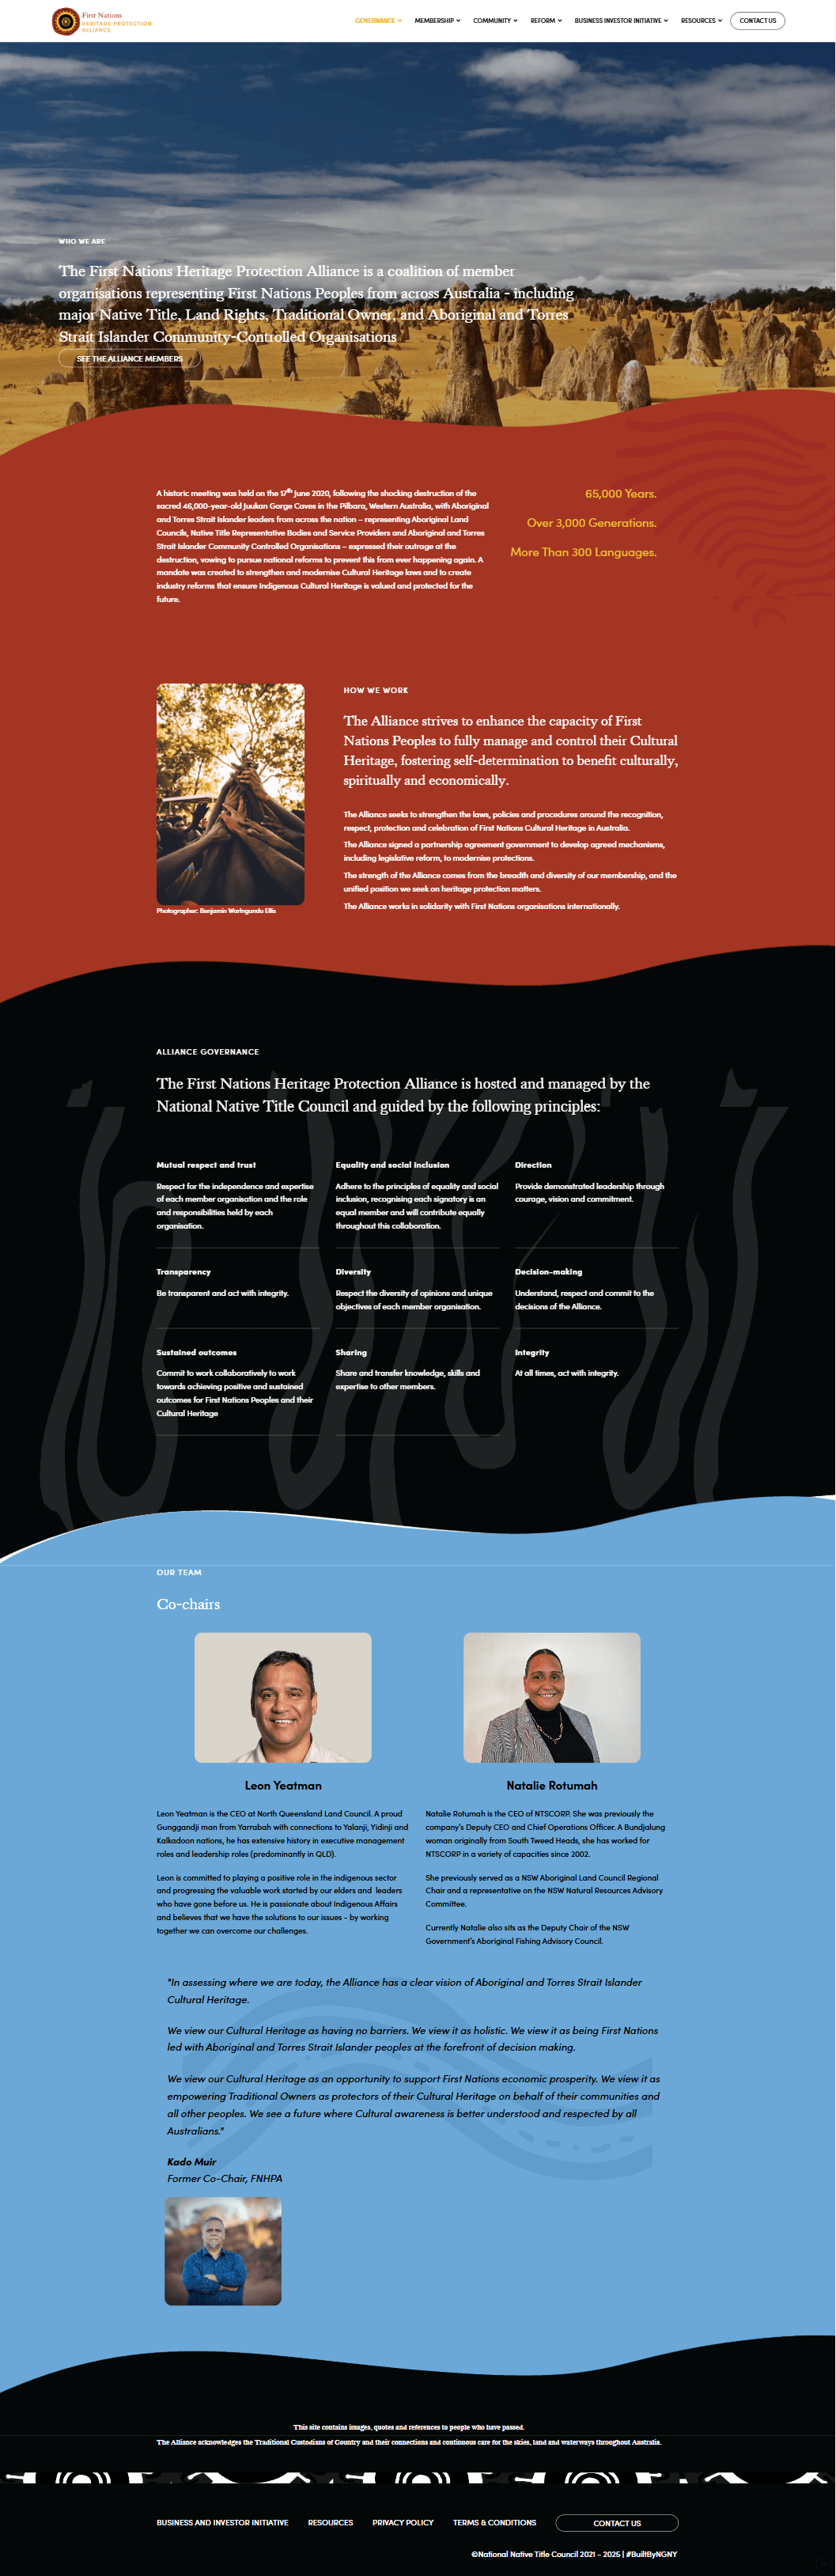 First Nations
HERITAGE PROTECTION
ALLIANCE
GOVERNANCE
MEMBERSHIP
COMMUNITY
REFORM
BUSINESS INVESTOR INITIATIVE
RESOURCES
CONTACT US
WHO WE ARE
The First Nations Heritage Protection Alliance is a coalition of member
organisations representing First Nations Peoples from across Australia - including
major Native Title, Land Rights, Traditional Owner, and Aboriginal and Torres
Strait Islander Community-Controlled Organisations
SEE THE ALLIANCE MEMBERS
A historic meeting was held on the 17th June 2020, following the shocking destruction of the
sacred 46,000-year-old Juukan Gorge Caves in the Pilbara, Western Australia, with Aboriginal
and Torres Strait Islander leaders from across the nation – representing Aboriginal Land
Councils, Native Title Representative Bodies and Service Providers and Aboriginal and Torres
Strait Islander Community Controlled Organisations – expressed their outrage at the
destruction, vowing to pursue national reforms to prevent this from ever happening again. A
mandate was created to strengthen and modernise Cultural Heritage laws and to create
industry reforms that ensure Indigenous Cultural Heritage is valued and protected for the
future.
65,000 Years.
Over 3,000 Generations.
More Than 300 Languages.
Photographer: Benjamin Warlngundu Ellis
HOW WE WORK
The Alliance strives to enhance the capacity of First
Nations Peoples to fully manage and control their Cultural
Heritage, fostering self-determination to benefit culturally,
spiritually and economically.
The Alliance seeks to strengthen the laws, policies and procedures around the recognition,
respect, protection and celebration of First Nations Cultural Heritage in Australia.
The Alliance signed a partnership agreement government to develop agreed mechanisms,
including legislative reform, to modernise protections.
The strength of the Alliance comes from the breadth and diversity of our membership, and the
unified position we seek on heritage protection matters.
The Alliance works in solidarity with First Nations organisations internationally.
ALLIANCE GOVERNANCE
The First Nations Heritage Protection Alliance is hosted and managed by the
National Native Title Council and guided by the following principles:
Mutual respect and trust
Respect for the independence and expertise
of each member organisation and the role
and responsibilities held by each
organisation.
Equality and social inclusion
Adhere to the principles of equality and social
inclusion, recognising each signatory is an
equal member and will contribute equally
throughout this collaboration.
Direction
Provide demonstrated leadership through
courage, vision and commitment.
Transparency
Be transparent and act with integrity.
Diversity
Respect the diversity of opinions and unique
objectives of each member organisation.
Decision-making
Understand, respect and commit to the
decisions of the Alliance.
Sustained outcomes
Commit to work collaboratively to work
towards achieving positive and sustained
outcomes for First Nations Peoples and their
Cultural Heritage
Sharing
Share and transfer knowledge, skills and
expertise to other members.
Integrity
At all times, act with integrity.
OUR TEAM
Co-chairs
Leon Yeatman
Leon Yeatman is the CEO at North Queensland Land Council. A proud
Gunggandji man from Yarrabah with connections to Yalanji, Yidinji and
Kalkadoon nations, he has extensive history in executive management
roles and leadership roles (predominantly in QLD).
Leon is committed to playing a positive role in the indigenous sector
and progressing the valuable work started by our elders and leaders
who have gone before us. He is passionate about Indigenous Affairs
and believes that we have the solutions to our issues - by working
together we can overcome our challenges.
Natalie Rotumah
Natalie Rotumah is the CEO of NTSCORP. She was previously the
company's Deputy CEO and Chief Operations Officer. A Bundjalung
woman originally from South Tweed Heads, she has worked for
NTSCORP in a variety of capacities since 2002.
She previously served as a NSW Aboriginal Land Council Regional
Chair and a representative on the NSW Natural Resources Advisory
Committee.
Currently Natalie also sits as the Deputy Chair of the NSW
Government's Aboriginal Fishing Advisory Council.
"In assessing where we are today, the Alliance has a clear vision of Aboriginal and Torres Strait Islander
Cultural Heritage.
We view our Cultural Heritage as having no barriers. We view it as holistic. We view it as being First Nations
led with Aboriginal and Torres Strait Islander peoples at the forefront of decision making.
We view our Cultural Heritage as an opportunity to support First Nations economic prosperity. We view it as
empowering Traditional Owners as protectors of their Cultural Heritage on behalf of their communities and
all other peoples. We see a future where Cultural awareness is better understood and respected by all
Australians."
Kado Muir
Former Co-Chair, FNHPA
This site contains images, quotes and references to people who have passed.
The Alliance acknowledges the Traditional Custodians of Country and their connections and continuous care for the skies, land and waterways throughout Australia.
BUSINESS AND INVESTOR INITIATIVE
RESOURCES
PRIVACY POLICY
TERMS & CONDITIONS
CONTACT US
©National Native Title Council 2021 – 2025 | #BuiltByNGNY